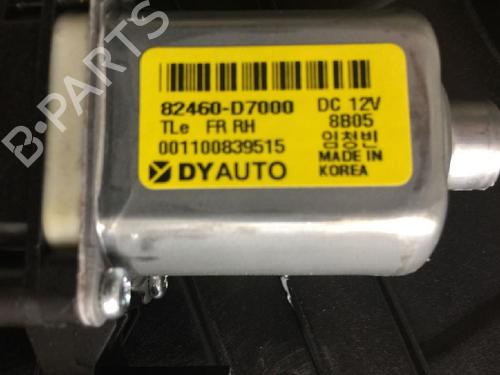 B-PARTS
82460-D7000 DC 12V
TLe FR RH 8B05
001100839515 임청빈
DYAUTO MADE IN
KOREA